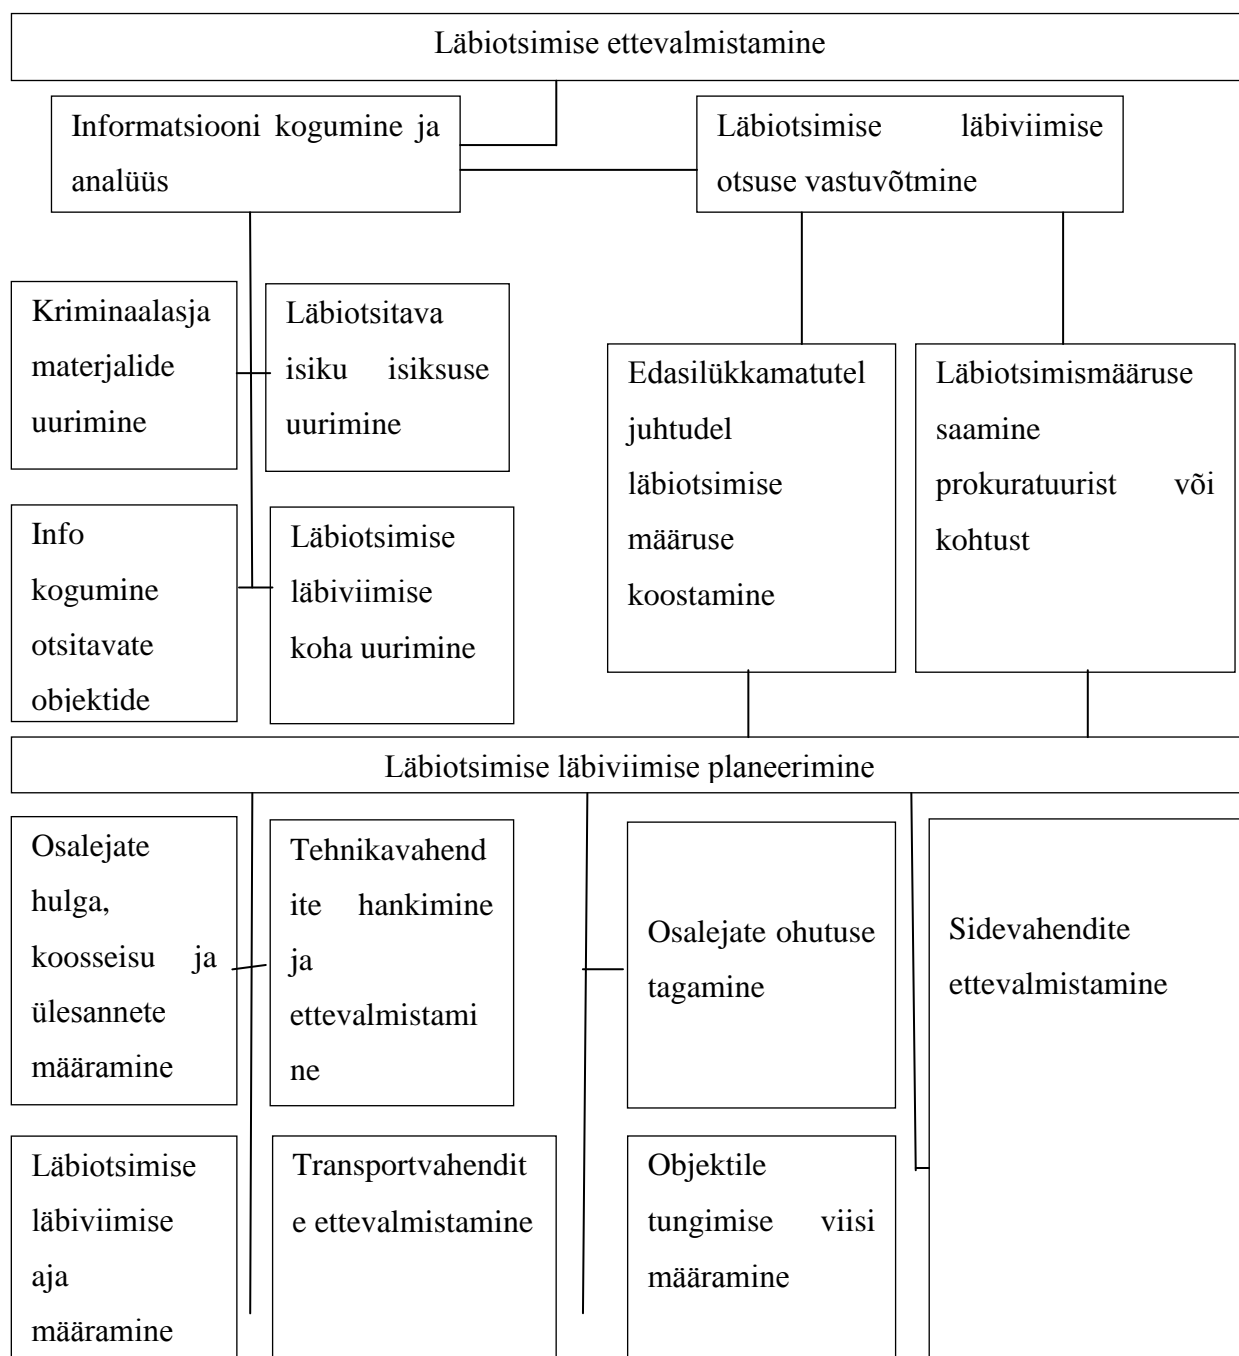 Läbiotsimise ettevalmistamine
Informatsiooni kogumine ja
analüüs
Läbiotsimise läbiviimise
otsuse vastuvõtmine
Kriminaalasja
materjalide
uurimine
Läbiotsitava
isiku isiksuse
uurimine
Edasilükkamatutel
juhtudel
läbiotsimise
määruse
koostamine
Läbiotsimismääruse
saamine
prokuratuurist või
kohtust
Info
kogumine
otsitavate
objektide
Läbiotsimise
läbiviimise
koha uurimine
Läbiotsimise läbiviimise planeerimine
Osalejate
hulga,
koosseisu ja
ülesannete
määramine
Tehnikavahend
ite hankimine
ja
ettevalmistami
ne
Osalejate ohutuse
tagamine
Sidevahendite
ettevalmistamine
Läbiotsimise
läbiviimise
aja
määramine
Transportvahendit
e ettevalmistamine
Objektile
tungimise viisi
määramine